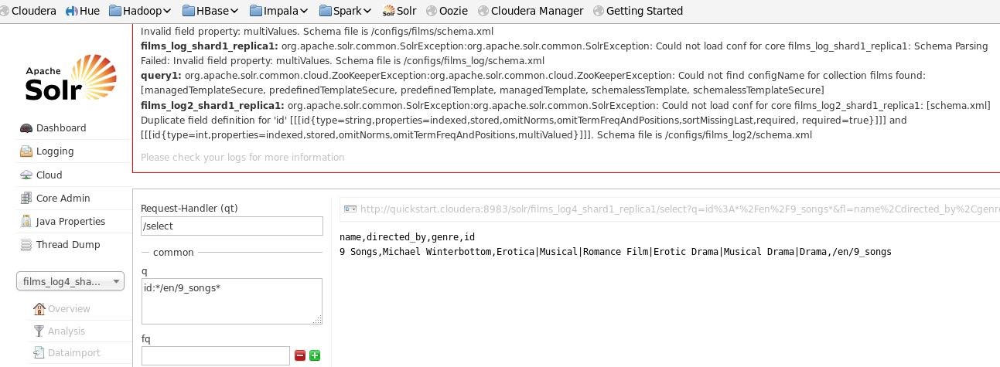 Cloudera Hue Hadoop HBase Impala Spark Solr Oozie Cloudera Manager Getting Started
Invalid field property: multiValues. Schema file is /configs/films/schema.xml
films_log_shard1_replica1: org.apache.solr.common.SolrException:org.apache.solr.common.SolrException: Could not load conf for core films_log_shard1_replica1: Schema Parsing
Failed: Invalid field property: multiValues. Schema file is /configs/films_log/schema.xml
query1: org.apache.solr.common.cloud.ZooKeeperException:org.apache.solr.common.cloud.ZooKeeperException: Could not find configName for collection films found:
[managedTemplateSecure, predefinedTemplateSecure, predefinedTemplate, managedTemplate, schemalessTemplate, schemalessTemplateSecure]
films_log2_shard1_replica1: org.apache.solr.common.SolrException:org.apache.solr.common.SolrException: Could not load conf for core films_log2_shard1_replica1: [schema.xml]
Duplicate field definition for 'id' [[[id{type=string,properties=indexed,stored,omitNorms,omitTermFreqAndPositions,sortMissingLast,required, required=true}]]] and
[[[id{type=int,properties=indexed,stored,omitNorms,omitTermFreqAndPositions,multiValued}]]]. Schema file is /configs/films_log2/schema.xml
Please check your logs for more information
Apache
Solr
Dashboard
Logging
Cloud
Core Admin
Java Properties
Thread Dump
films_log4_sha...
Overview
Analysis
Dataimport
Request-Handler (qt)
/select
common
q
id:*/en/9_songs*
fq
http://quickstart.cloudera:8983/solr/films_log4_shard1_replica1/select?q=id%3A*%2Fen%2F9_songs*&fl=name%2Cdirected_by%2Cgenre
name,directed_by,genre,id
9 Songs,Michael Winterbottom,Erotica|Musical|Romance Film|Erotic Drama|Musical Drama|Drama,/en/9_songs